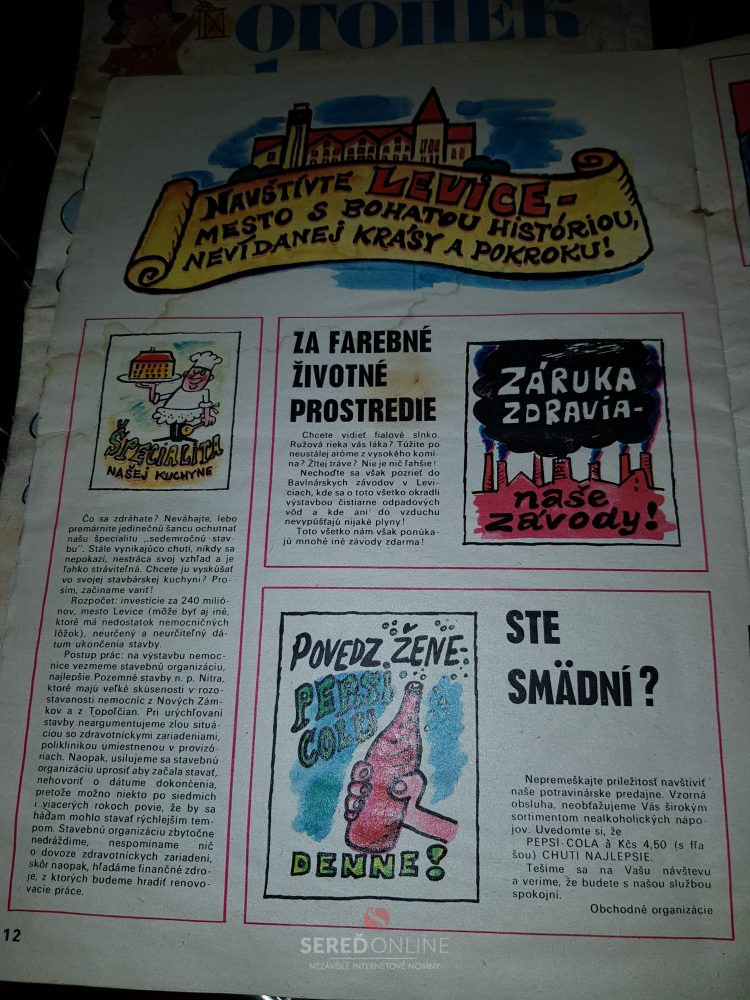 огонёк
NAVŠTÍVTE LEVICE-
MESTO S BOHATOU HISTÓRIOU,
NEVÍDANEJ KRÁSY A POKROKU!
ŠPECIALITA
NAŠEJ KUCHYNE
Čo sa zdráhate? Neváhajte, lebo
premárnite jedinečnú šancu ochutnať
našu špecialitu „sedemročnú stav-
bu". Stále vynikajúco chutí, nikdy sa
nepokazí, nestráca svoj vzhľad a je
ľahko stráviteľná. Chcete ju vyskúšať
vo svojej stavbárskej kuchyni? Pro-
sím, začíname variť!
Rozpočet: investície za 240 milió-
nov, mesto Levice (môže byť aj iné,
ktoré má nedostatok nemocničných
lôžok), neurčený a neurčiteľný dá-
tum ukončenia stavby.
Postup prác: na výstavbu nemoc-
nice vezmeme stavebnú organizáciu,
najlepšie Pozemné stavby n. p. Nitra,
ktoré majú veľké skúsenosti v rozo-
stavanosti nemocníc z Nových Zám-
kov a z Topoľčian. Pri urýchľovaní
stavby neargumentujeme zlou situá-
ciou so zdravotníckymi zariadeniami,
poliklinikou umiestnenou v provizó-
riach. Naopak, usilujeme sa stavebnú
organizáciu uprosiť aby začala stavať,
nehovoriť o dátume dokončenia,
pretože možno niekto po siedmich
i viacerých rokoch povie, že by sa
hádam mohlo stavať rýchlejším tem-
pom. Stavebnú organizáciu zbytočne
nedráždime, nespomíname nič
o dovoze zdravotníckych zariadení,
skôr naopak, hľadáme finančné zdro-
je, z ktorých budeme hradiť renovo-
vacie práce.
ZA FAREBNÉ
ŽIVOTNÉ
PROSTREDIE
Chcete vidieť fialové slnko.
Ružová rieka vás láka? Túžite po
neustálej aróme z vysokého komí-
na? Žltej tráve? Nie je nič ľahšie!
Nechoďte sa však pozrieť do
Bavlnárskych závodov v Levi-
ciach, kde sa o toto všetko okradli
výstavbou čistiarne odpadových
vôd a kde ani do vzduchu
nevypúšťajú nijaké plyny!
Toto všetko nám však ponúka-
jú mnohé iné závody zdarma!
ZÁRUKA
ZDRAVIA-
naše
závody!
POVEDZ ŽENE-
PEPSI
COLU
DENNE!
STE
SMÄDNÍ?
Nepremeškajte príležitosť navštíviť
naše potravinárske predajne. Vzorná
obsluha, neobťažujeme Vás širokým
sortimentom nealkoholických nápo-
jov. Uvedomte si, že
PEPSI-COLA à Kčs 4,50 (s fľa
šou) CHUTÍ NAJLEPSIE.
Tešíme sa na Vašu návštevu
a veríme, že budete s našou službou
spokojní.
Obchodné organizácie
12
SEREĎONLINE
NEZÁVISLÉ INTERNETOVÉ NOVINY